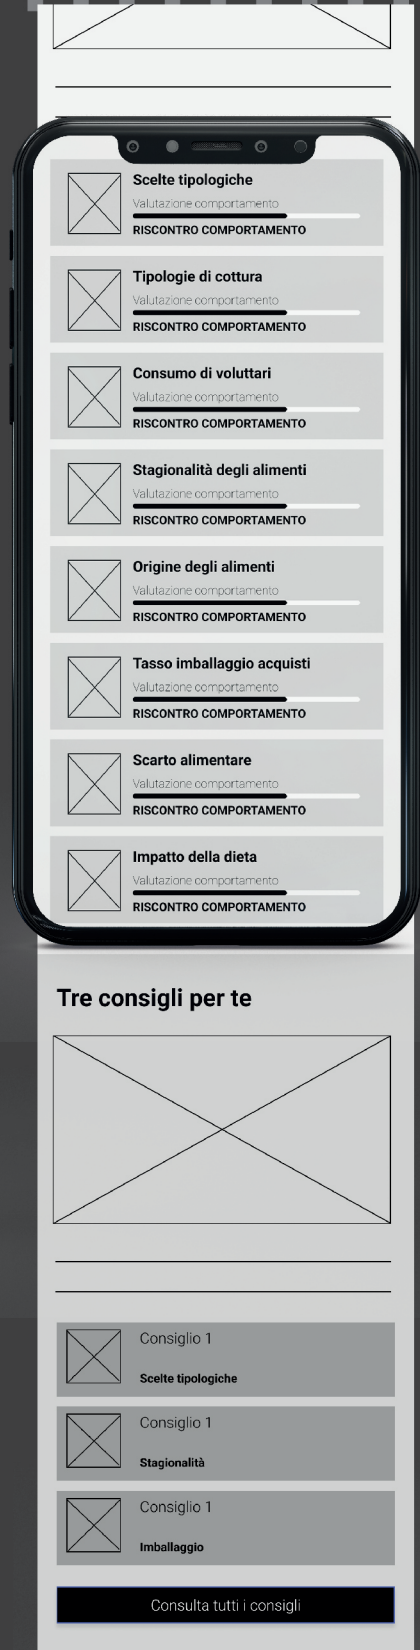 Scelte tipologiche
Valutazione comportamento
RISCONTRO COMPORTAMENTO
Tipologie di cottura
Valutazione comportamento
RISCONTRO COMPORTAMENTO
Consumo di voluttari
Valutazione comportamento
RISCONTRO COMPORTAMENTO
Stagionalità degli alimenti
Valutazione comportamento
RISCONTRO COMPORTAMENTO
Origine degli alimenti
Valutazione comportamento
RISCONTRO COMPORTAMENTO
Tasso imballaggio acquisti
Valutazione comportamento
RISCONTRO COMPORTAMENTO
Scarto alimentare
Valutazione comportamento
RISCONTRO COMPORTAMENTO
Impatto della dieta
Valutazione comportamento
RISCONTRO COMPORTAMENTO
Tre consigli per te
Consiglio 1
Scelte tipologiche
Consiglio 1
Stagionalità
Consiglio 1
Imballaggio
Consulta tutti i consigli